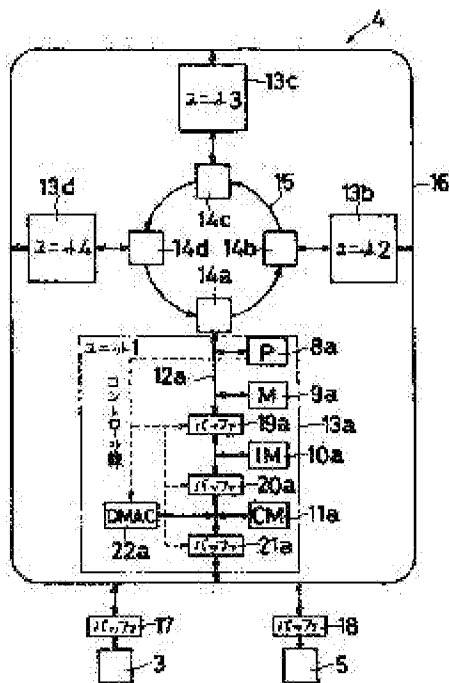 4
ユニット3
13c
15
16
14c
13d
13b
ユニット4
14d
14b
ユニット2
14a
ユニット1
P
8a
12a
M
9a
コントロール線
バッファ
19a
13a
IM
10a
バッファ
20a
DMAC
CM
11a
22a
バッファ
21a
バッファ
17
バッファ
18
3
5